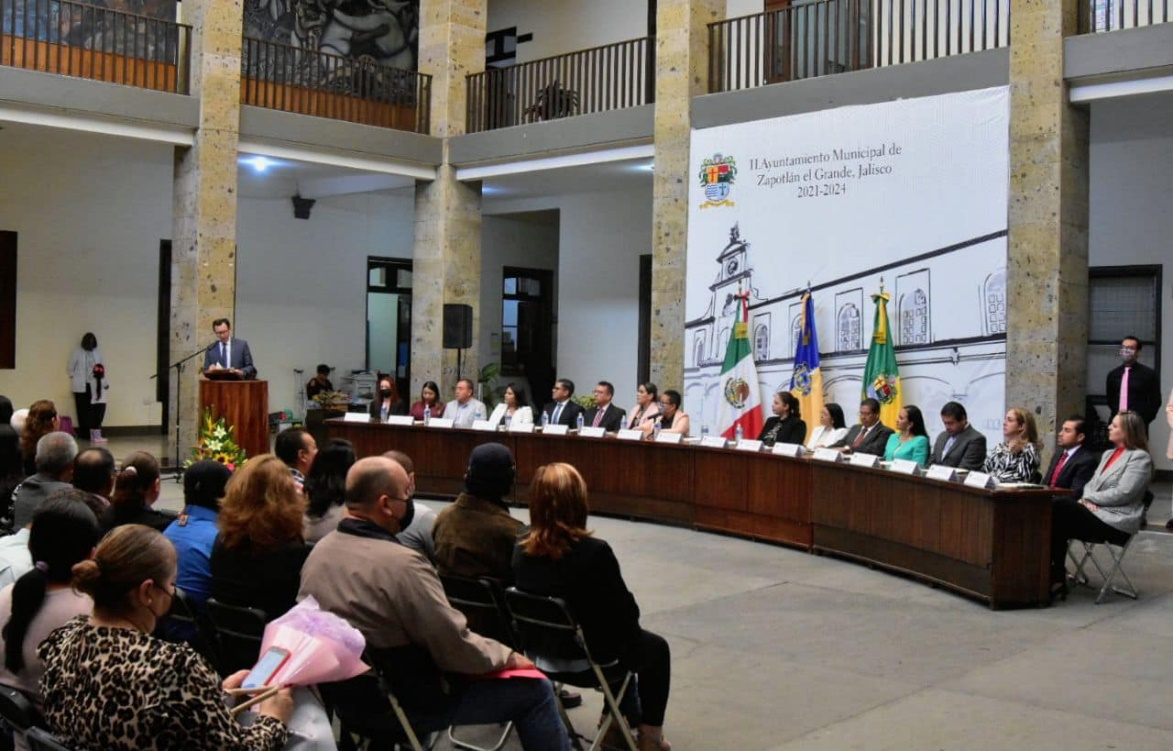 H. Ayuntamiento Municipal de
Zapotlán el Grande, Jalisco
2021-2024